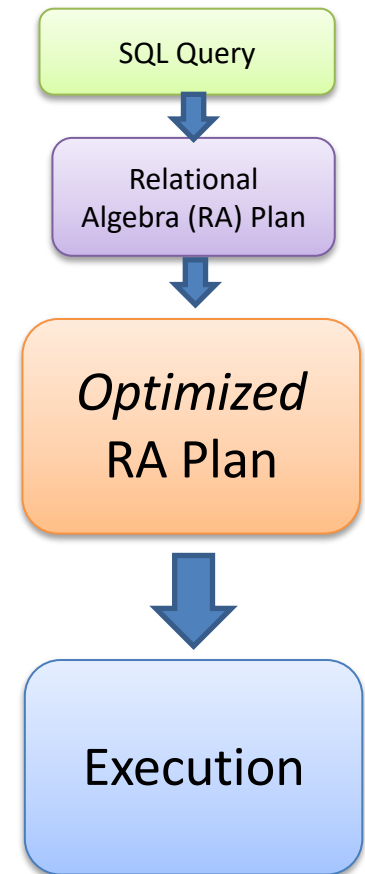 SQL Query
Relational
Algebra (RA) Plan
Optimized
RA Plan
Execution